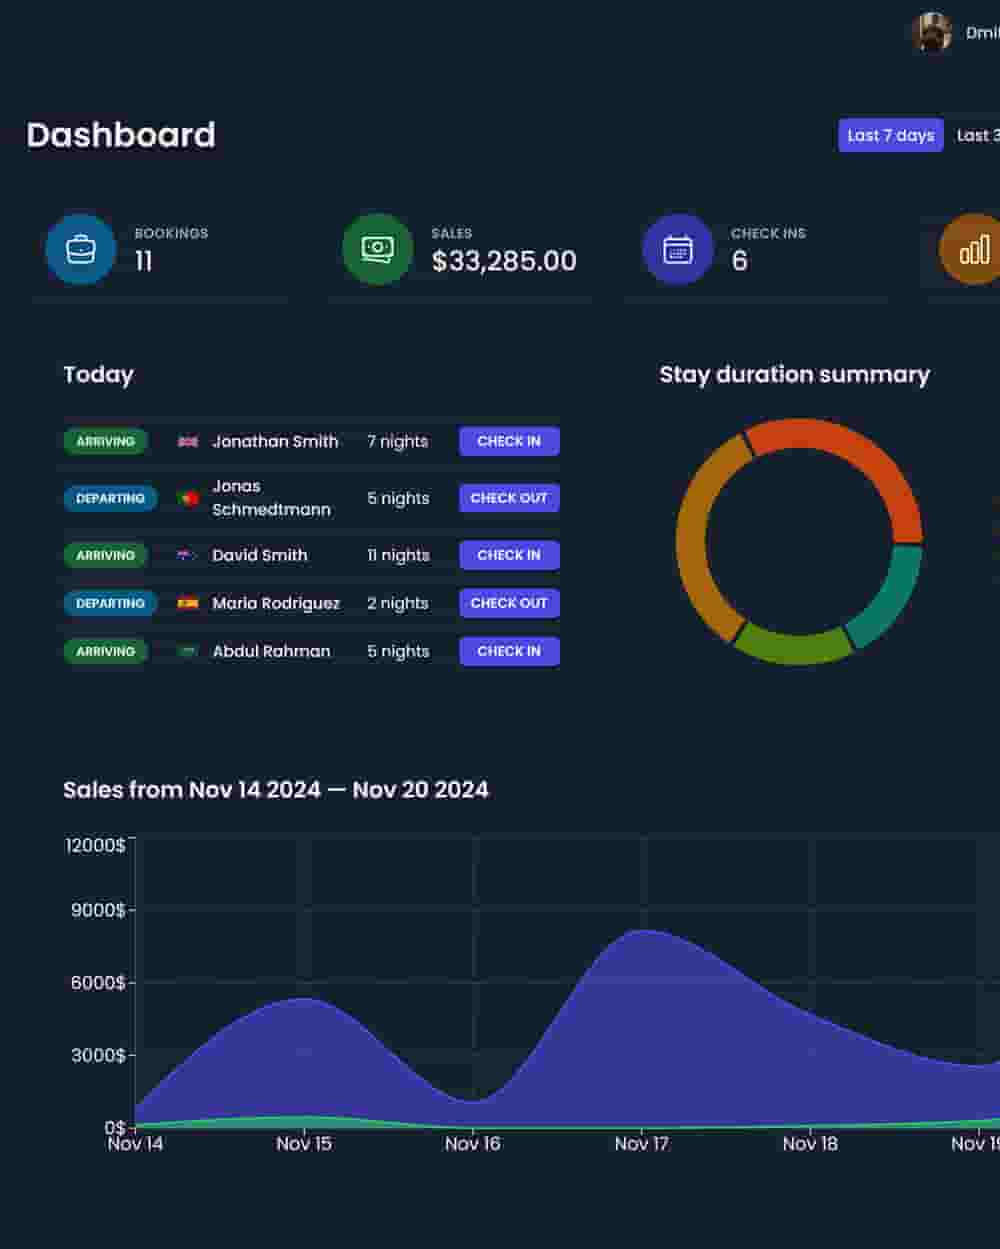 Dmi
Dashboard
Last 7 days
Last 3
BOOKINGS
11
SALES
$33,285.00
CHECK INS
6
Today
ARRIVING Jonathan Smith 7 nights CHECK IN
DEPARTING Jonas Schmedtmann 5 nights CHECK OUT
ARRIVING David Smith 11 nights CHECK IN
DEPARTING Maria Rodriguez 2 nights CHECK OUT
ARRIVING Abdul Rahman 5 nights CHECK IN
Stay duration summary
Sales from Nov 14 2024 — Nov 20 2024
12000$
9000$
6000$
3000$
0$
Nov 14 Nov 15 Nov 16 Nov 17 Nov 18 Nov 19